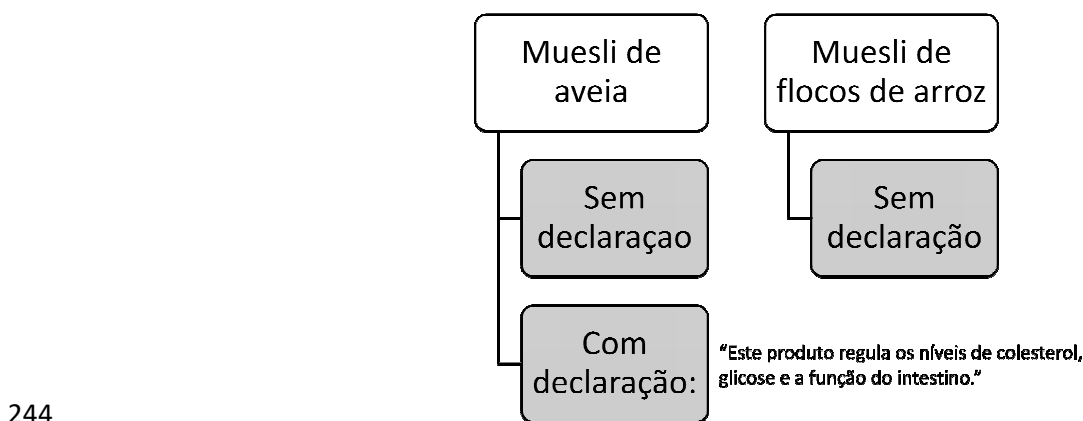 Muesli de
aveia
Muesli de
flocos de arroz
Sem
declaraçao
Sem
declaração
Com
declaração:
“Este produto regula os níveis de colesterol,
glicose e a função do intestino.”
244